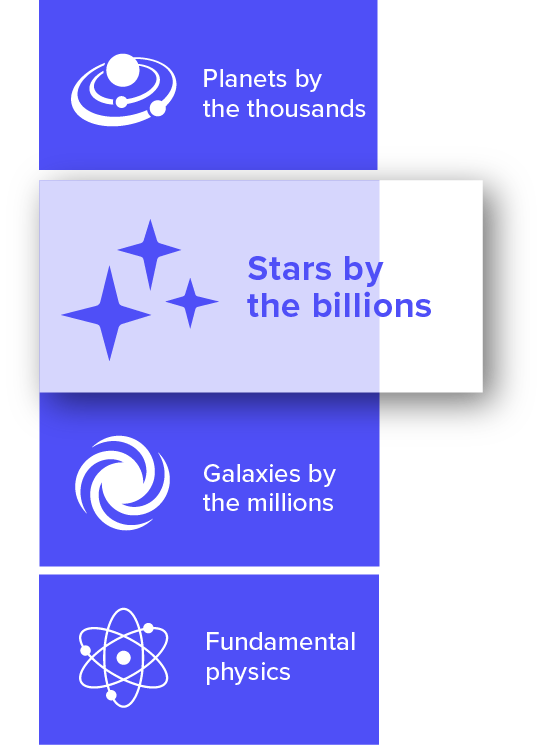 Planets by
the thousands
Stars by
the billions
Galaxies by
the millions
Fundamental
physics